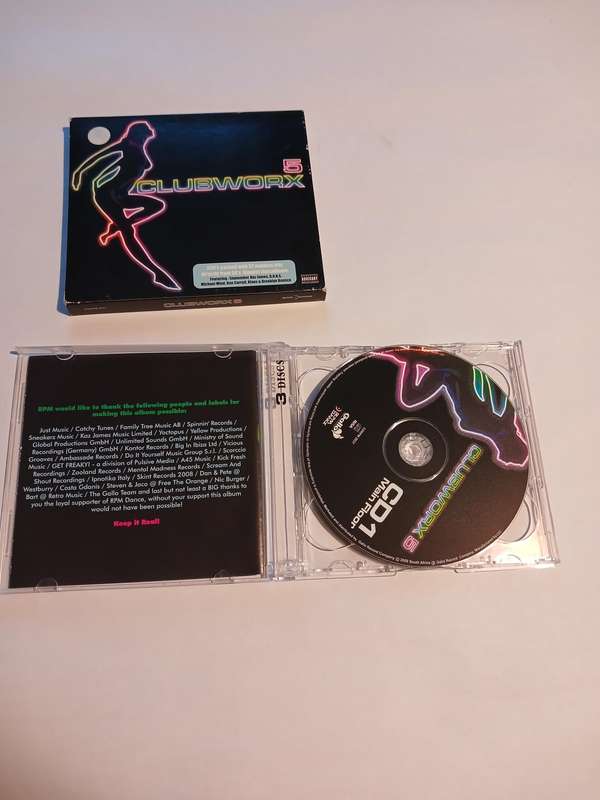 5
CLUBWORX
CLUBWORX 5
3-DISCS
RPM would like to thank the following people and labels for
making this album possible:
Just Music / Catchy Tunes / Family Tree Music AB / Spinnin' Records /
Sneakers Music / Kaz James Music Limited / Yoctopus / Yellow Productions /
Global Productions GmbH / Unlimited Sounds GmbH / Ministry of Sound
Recordings (Germany) GmbH / Kontor Records / Big In Ibiza Ltd / Vicious
Grooves / Ambassade Records / Do It Yourself Music Group S.r.l. / Scorccio
Music / GET FREAKY! - a division of Pulsive Media / A45 Music / Kick Fresh
Recordings / Zooland Records / Mental Madness Records / Scream And
Shout Recordings / Ipnotika Italy / Skint Records 2008 / Dan & Pete @
Westbury / Costa Gdanis / Steven & Joco @ Free The Orange / Nic Burger /
Bart @ Retro Music / The Gallo Team and last but not least a BIG thanks to
you the loyal supporter of RPM Dance, without your support this album
would not have been possible!
Keep it Real!
CD1
Main Floor
CLUBWORX 5